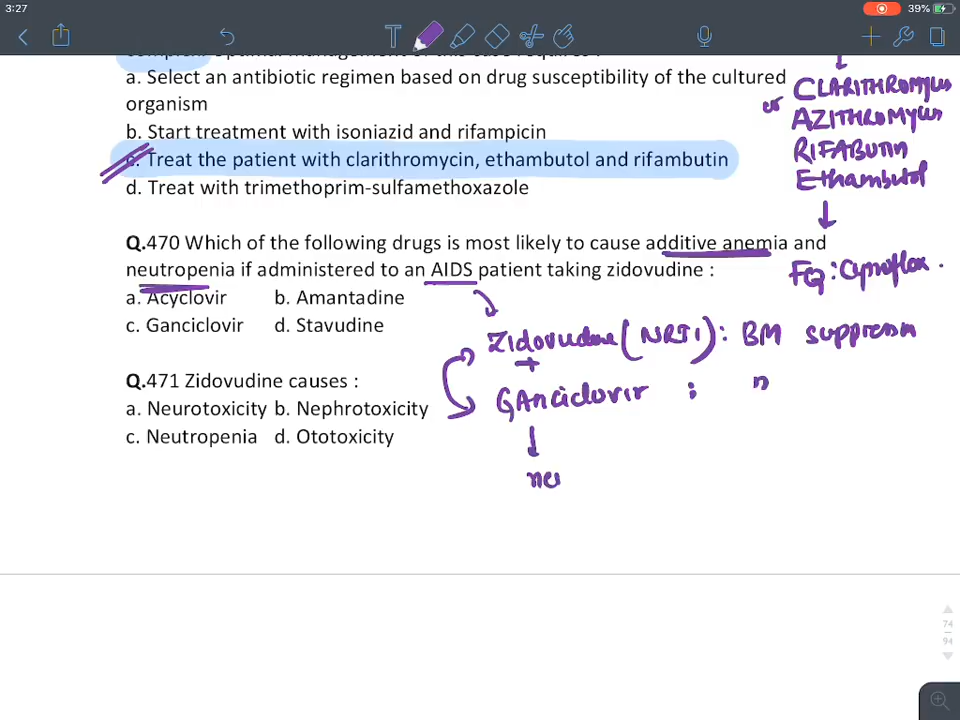 3:27
39%
T
a. Select an antibiotic regimen based on drug susceptibility of the cultured
organism
b. Start treatment with isoniazid and rifampicin
c. Treat the patient with clarithromycin, ethambutol and rifambutin
d. Treat with trimethoprim-sulfamethoxazole
CLARITHROMYCIN
or AZITHROMYCIN
RIFABUTIN
Ethambutol
FQ: Ciproflox.
Q.470 Which of the following drugs is most likely to cause additive anemia and
neutropenia if administered to an AIDS patient taking zidovudine :
a. Acyclovir b. Amantadine
c. Ganciclovir d. Stavudine
Zidovudine (NRTI): BM suppression
+
GAnciclovir : n
neu
Q.471 Zidovudine causes :
a. Neurotoxicity b. Nephrotoxicity
c. Neutropenia d. Ototoxicity
74
94